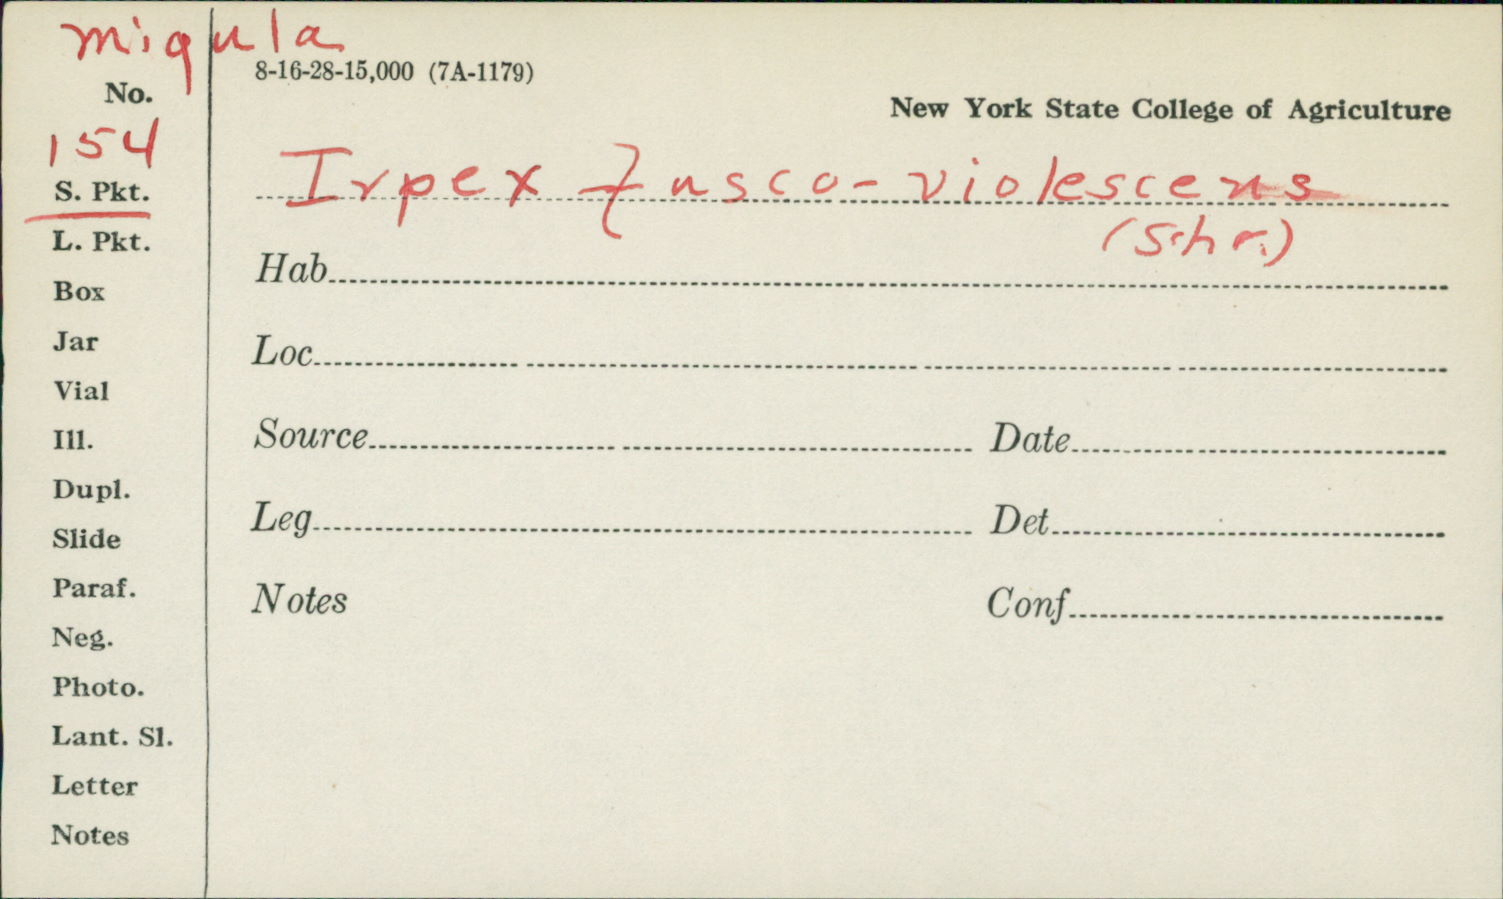 miqula
8-16-28-15,000 (7A-1179)
No.
New York State College of Agriculture
154
Irpex fusco-violescens
S. Pkt.
(Schr.)
L. Pkt.
Hab
Box
Jar
Loc
Vial
Ill.
Source
Date
Dupl.
Leg
Det
Slide
Paraf.
Notes
Conf
Neg.
Photo.
Lant. Sl.
Letter
Notes